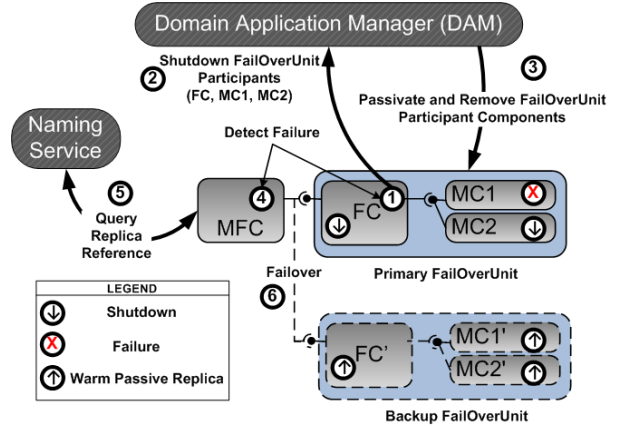 Domain Application Manager (DAM)
2
Shutdown FailOverUnit
Participants
(FC, MC1, MC2)
3
Passivate and Remove FailOverUnit
Participant Components
Naming
Service
Detect Failure
5
Query
Replica
Reference
4
MFC
1
FC
MC1
X
MC2
Primary FailOverUnit
Failover
6
LEGEND
Shutdown
X
Failure
Warm Passive Replica
FC'
MC1'
MC2'
Backup FailOverUnit